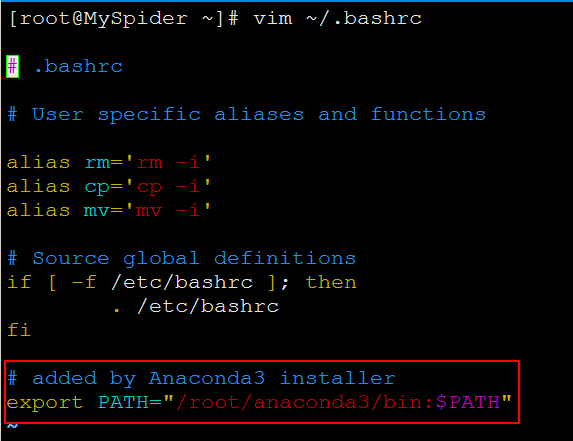 [root@MySpider ~]# vim ~/.bashrc
# .bashrc
# User specific aliases and functions
alias rm='rm -i'
alias cp='cp -i'
alias mv='mv -i'
# Source global definitions
if [ -f /etc/bashrc ]; then
        . /etc/bashrc
fi
# added by Anaconda3 installer
export PATH="/root/anaconda3/bin:$PATH"
~